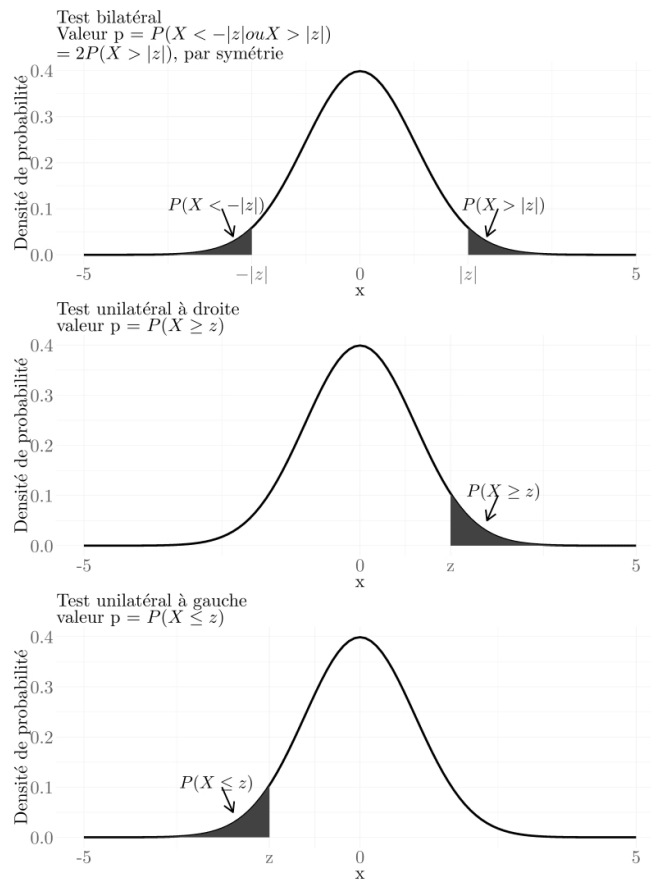 Test bilatéral
Valeur p = P(X < −|z|ouX > |z|)
= 2P(X > |z|), par symétrie
Densité de probabilité
0.4
0.3
0.2
0.1
0.0
P(X < −|z|)
P(X > |z|)
-5
−|z|
0
|z|
5
x
Test unilatéral à droite
valeur p = P(X ≥ z)
Densité de probabilité
0.4
0.3
0.2
0.1
0.0
P(X ≥ z)
-5
0
z
5
x
Test unilatéral à gauche
valeur p = P(X ≤ z)
Densité de probabilité
0.4
0.3
0.2
0.1
0.0
P(X ≤ z)
-5
z
0
5
x